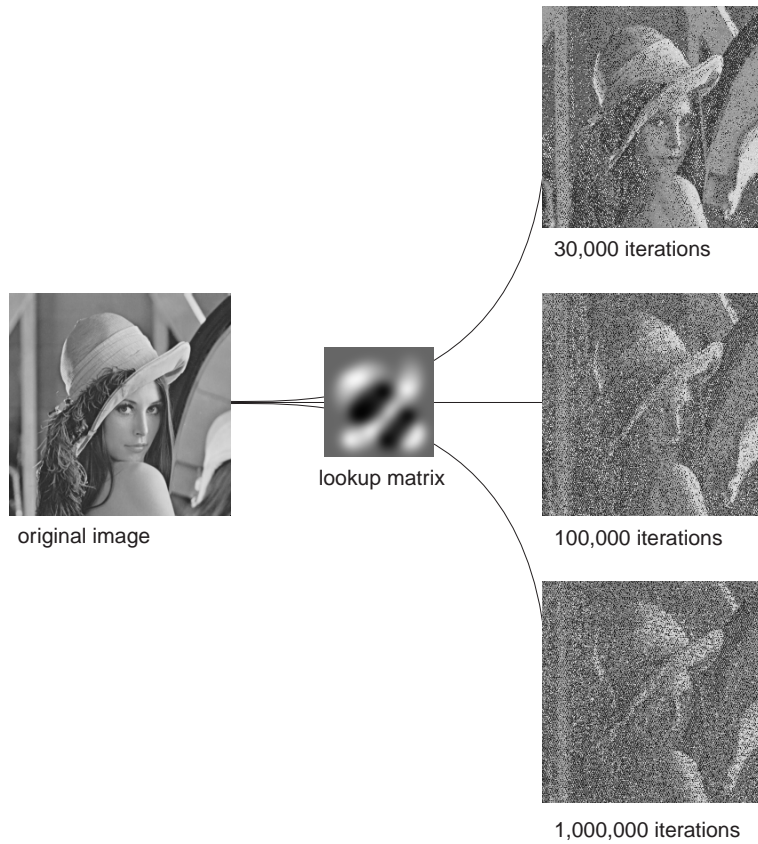 30,000 iterations
lookup matrix
original image
100,000 iterations
1,000,000 iterations